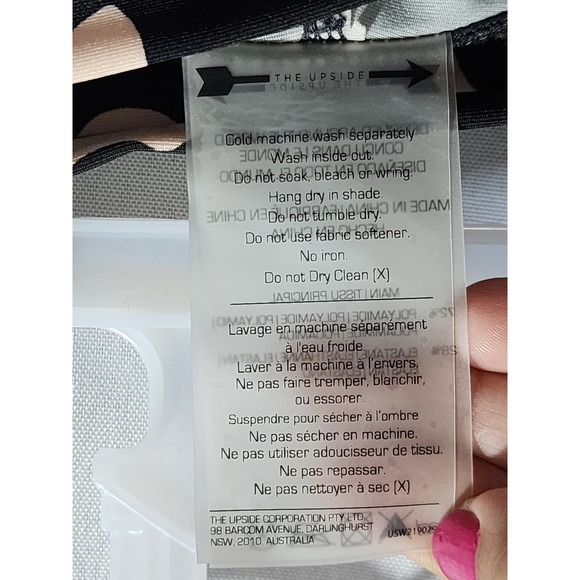 THE UPSIDE
Cold machine wash separately
Wash inside out.
Do not soak, bleach or wring.
Hang dry in shade.
Do not tumble dry.
Do not use fabric softener.
No iron.
Do not Dry Clean (X)
Lavage en machine séparément
à l'eau froide
Laver à la machine à l'envers,
Ne pas faire tremper, blanchir,
ou essorer.
Suspendre pour sécher à l'ombre
Ne pas sécher en machine.
Ne pas utiliser adoucisseur de tissu.
Ne pas repassar.
Ne pas nettoyer à sec (X)
THE UPSIDE CORPORATION PTY LTD
98 BARCOM AVENUE, DARLINGHURST
NSW, 2010, AUSTRALIA
USW219029